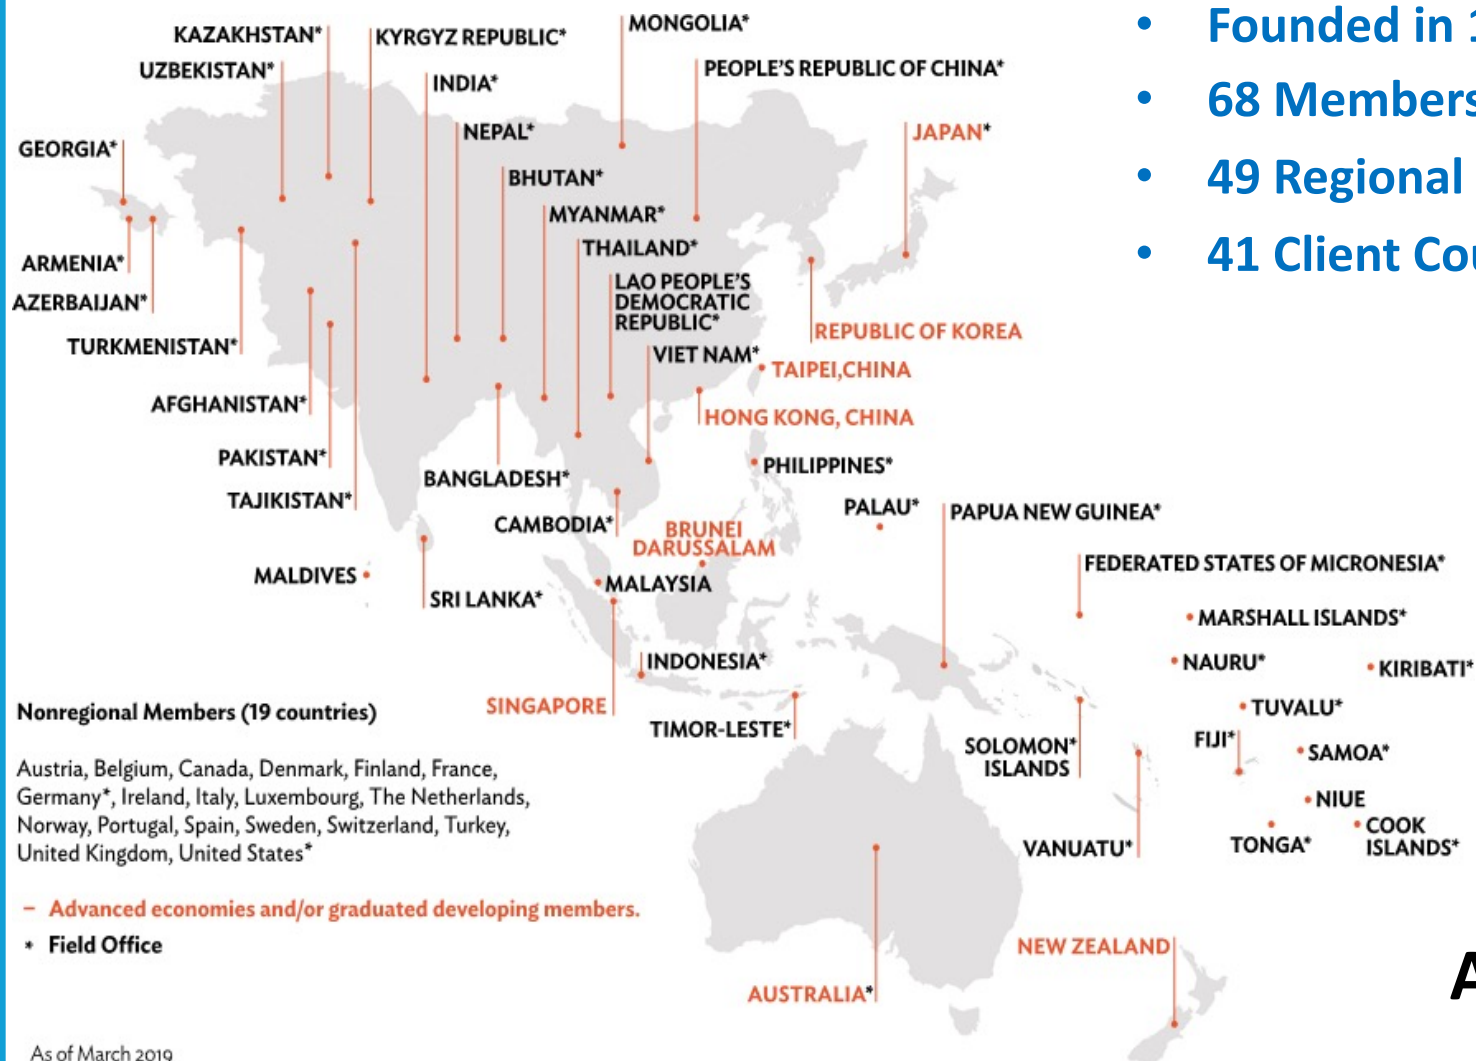 KAZAKHSTAN*
UZBEKISTAN*
KYRGYZ REPUBLIC*
INDIA*
NEPAL*
MONGOLIA*
PEOPLE'S REPUBLIC OF CHINA*
JAPAN*
GEORGIA*
BHUTAN*
MYANMAR*
THAILAND*
LAO PEOPLE'S
DEMOCRATIC
REPUBLIC*
ARMENIA*
AZERBAIJAN*
TURKMENISTAN*
VIET NAM*
REPUBLIC OF KOREA
TAIPEI,CHINA
HONG KONG, CHINA
AFGHANISTAN*
PAKISTAN*
TAJIKISTAN*
BANGLADESH*
CAMBODIA*
PHILIPPINES*
PALAU*
PAPUA NEW GUINEA*
BRUNEI
DARUSSALAM
MALDIVES
SRI LANKA*
MALAYSIA
FEDERATED STATES OF MICRONESIA*
MARSHALL ISLANDS*
NAURU*
KIRIBATI*
INDONESIA*
SINGAPORE
TIMOR-LESTE*
SOLOMON*
ISLANDS
TUVALU*
FIJI*
SAMOA*
NIUE
COOK
ISLANDS*
TONGA*
VANUATU*
AUSTRALIA*
NEW ZEALAND
Nonregional Members (19 countries)
Austria, Belgium, Canada, Denmark, Finland, France,
Germany*, Ireland, Italy, Luxembourg, The Netherlands,
Norway, Portugal, Spain, Sweden, Switzerland, Turkey,
United Kingdom, United States*
– Advanced economies and/or graduated developing members.
* Field Office
As of March 2019
• Founded in 1
• 68 Members
• 49 Regional
• 41 Client Cou
A